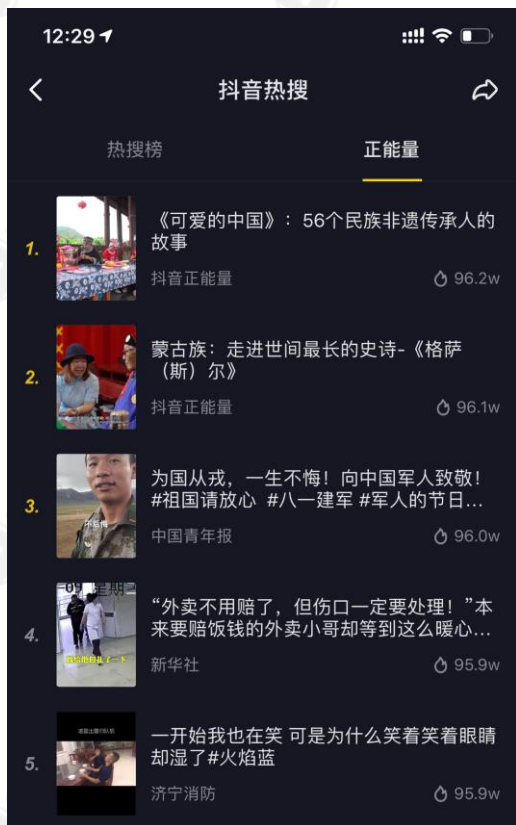 12:29
抖音热搜
热搜榜
正能量
1.
《可爱的中国》：56个民族非遗传承人的
故事
抖音正能量
96.2w
2.
蒙古族：走进世间最长的史诗-《格萨
（斯）尔》
抖音正能量
96.1w
3.
不后悔
为国从戎，一生不悔！向中国军人致敬！
#祖国请放心 #八一建军 #军人的节日...
中国青年报
96.0w
4.
“外卖不用赔了，但伤口一定要处理！”本
来要赔饭钱的外卖小哥却等到这么暖心...
新华社
95.9w
5.
一开始我也在笑 可是为什么笑着笑着眼睛
却湿了#火焰蓝
济宁消防
95.9w